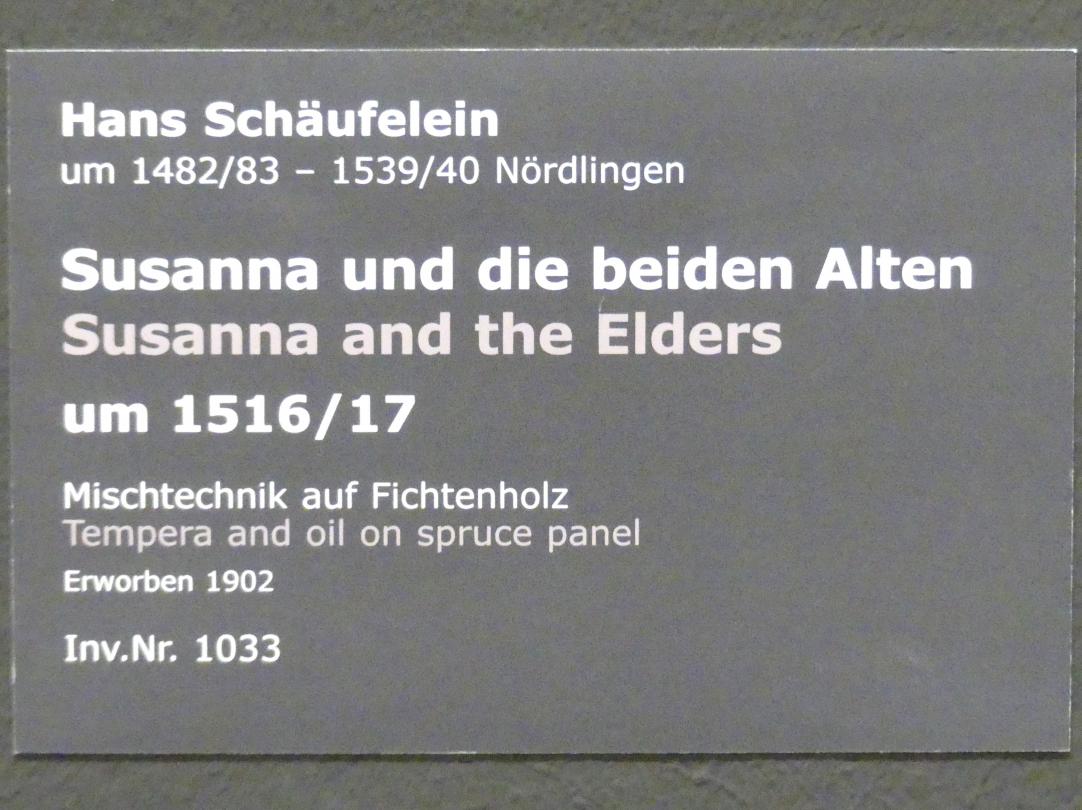 Hans Schäufelein
um 1482/83 – 1539/40 Nördlingen
Susanna und die beiden Alten
Susanna and the Elders
um 1516/17
Mischtechnik auf Fichtenholz
Tempera and oil on spruce panel
Erworben 1902
Inv.Nr. 1033